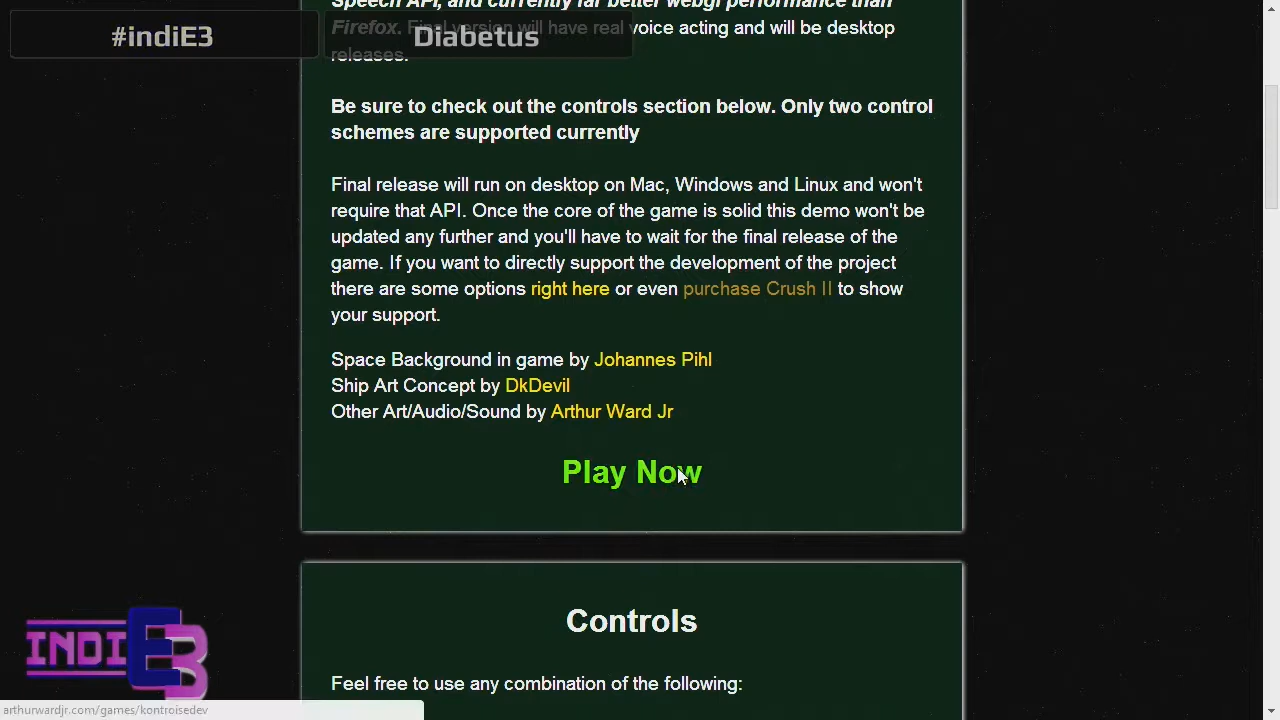 Speech API, and currently far better webgl performance than
#indiE3
Diabetus
Firefox. Final version will have real voice acting and will be desktop
releases.
Be sure to check out the controls section below. Only two control
schemes are supported currently
Final release will run on desktop on Mac, Windows and Linux and won't
require that API. Once the core of the game is solid this demo won't be
updated any further and you'll have to wait for the final release of the
game. If you want to directly support the development of the project
there are some options right here or even purchase Crush II to show
your support.
Space Background in game by Johannes Pihl
Ship Art Concept by DkDevil
Other Art/Audio/Sound by Arthur Ward Jr
Play Now
Controls
INDIE3
Feel free to use any combination of the following:
arthurwardjr.com/games/kontroisedev